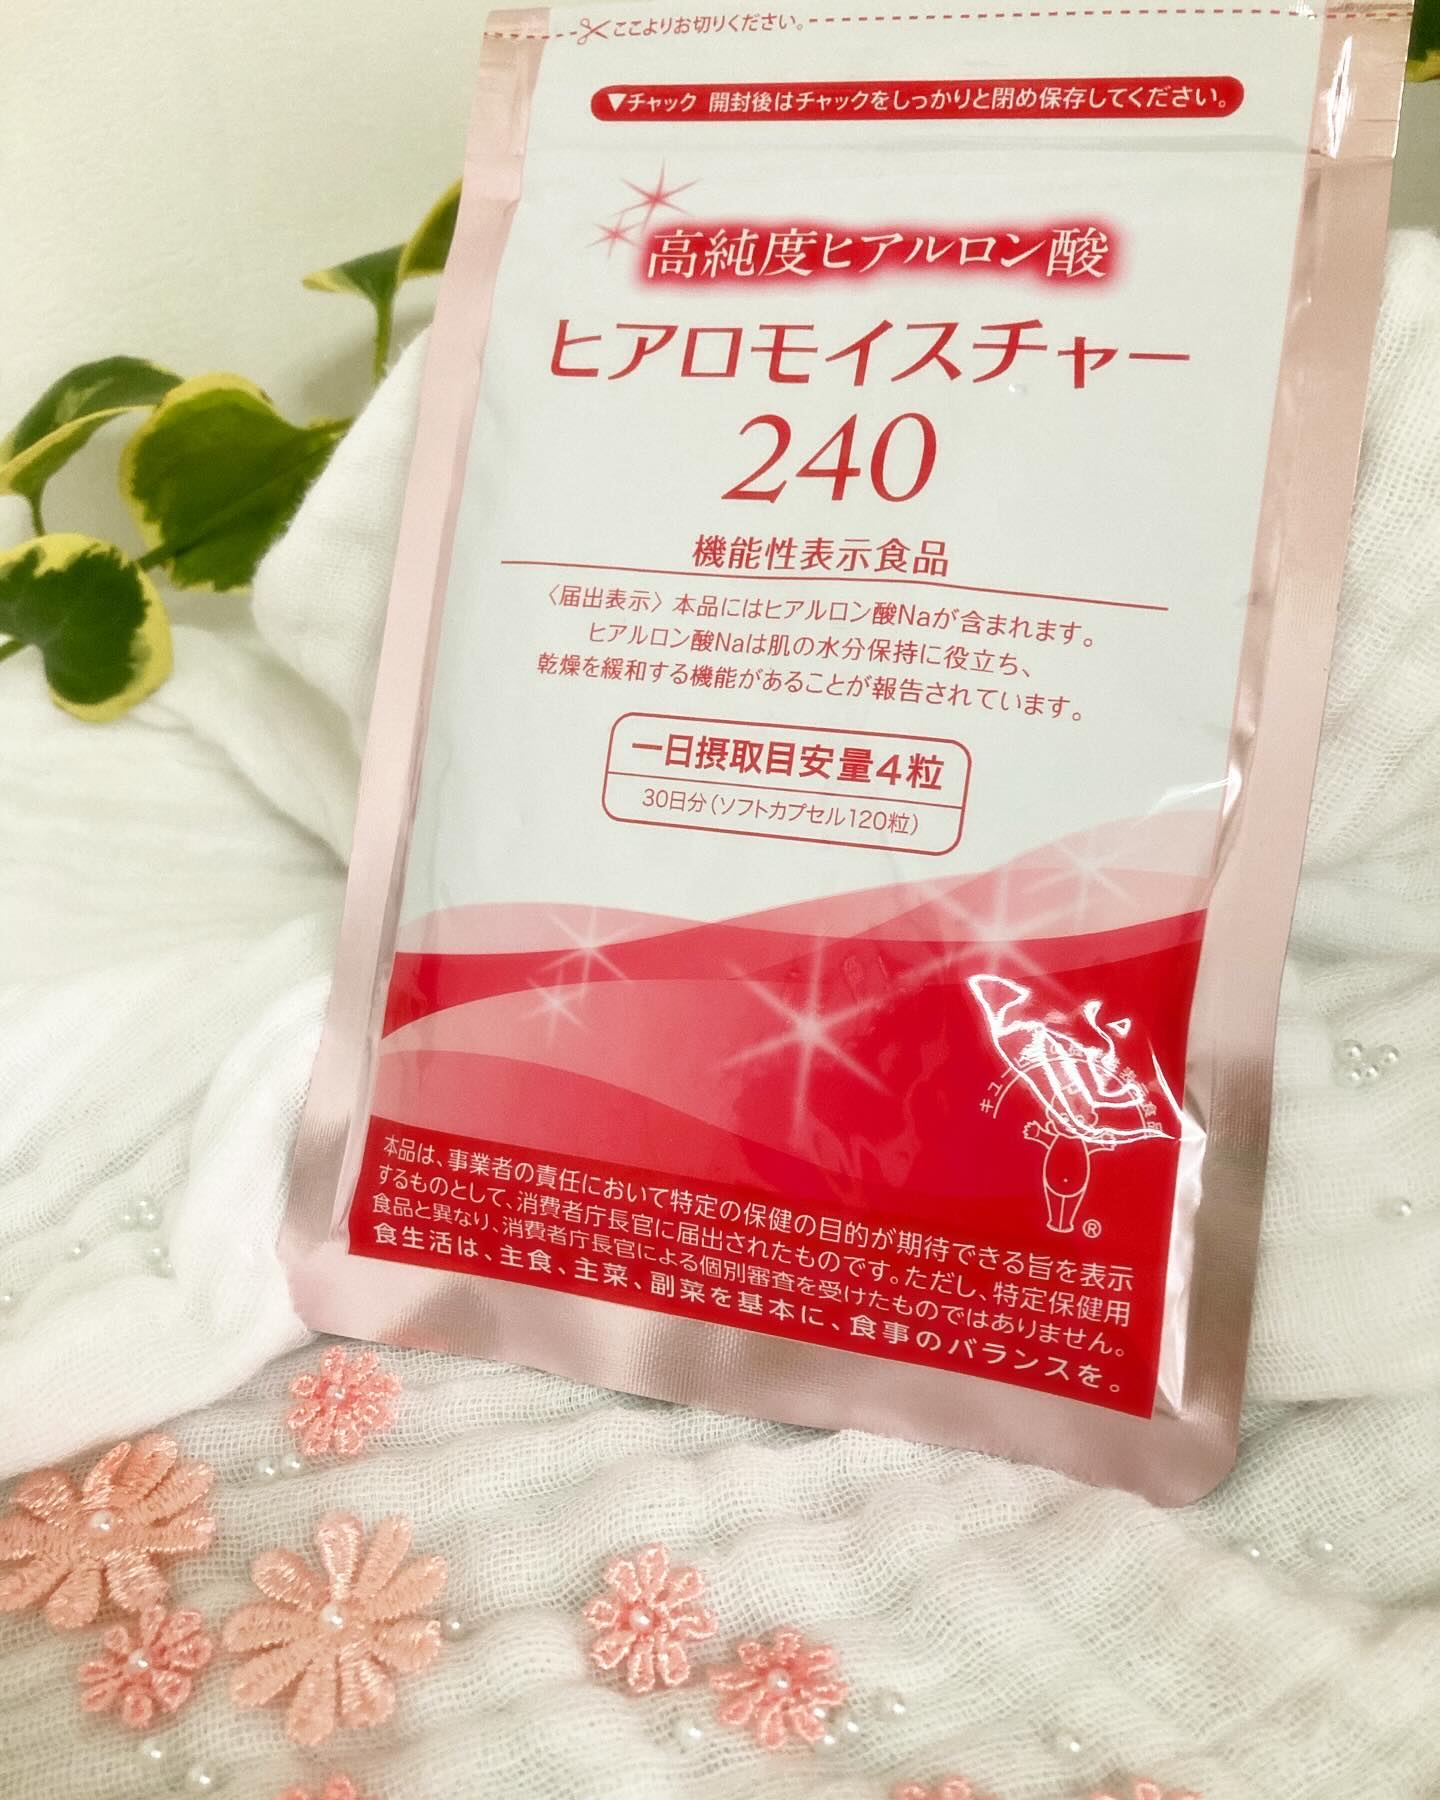 ここよりお切りください。
▼チャック 開封後はチャックをしっかりと閉め保存してください。
高純度ヒアルロン酸
ヒアロモイスチャー
240
機能性表示食品
〈届出表示〉本品にはヒアルロン酸Naが含まれます。
ヒアルロン酸Naは肌の水分保持に役立ち、
乾燥を緩和する機能があることが報告されています。
一日摂取目安量4粒
30日分(ソフトカプセル120粒)
®
本品は、事業者の責任において特定の保健の目的が期待できる旨を表示
するものとして、消費者庁長官に届出されたものです。ただし、特定保健用
食品と異なり、消費者庁長官による個別審査を受けたものではありません。
食生活は、主食、主菜、副菜を基本に、食事のバランスを。